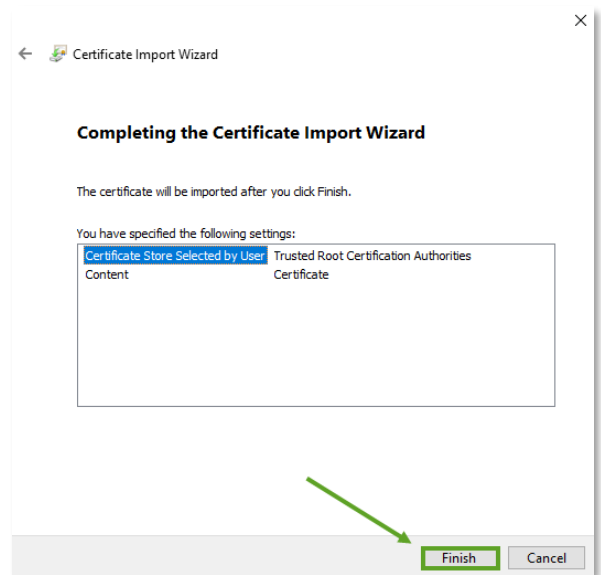 Certificate Import Wizard
Completing the Certificate Import Wizard
The certificate will be imported after you click Finish.
You have specified the following settings:
Certificate Store Selected by User Trusted Root Certification Authorities
Content Certificate
Finish Cancel